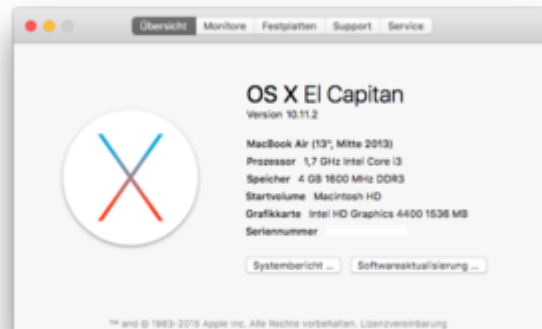 Übersicht Monitore Festplatten Support Service
OS X El Capitan
Version 10.11.2
MacBook Air (13", Mitte 2013)
Prozessor 1,7 GHz Intel Core i3
Speicher 4 GB 1600 MHz DDR3
Startvolume Macintosh HD
Grafikkarte Intel HD Graphics 4400 1536 MB
Seriennummer
Systembericht ... Softwareaktualisierung ...
™ and © 1983-2015 Apple Inc. Alle Rechte vorbehalten. Lizenzvereinbarung